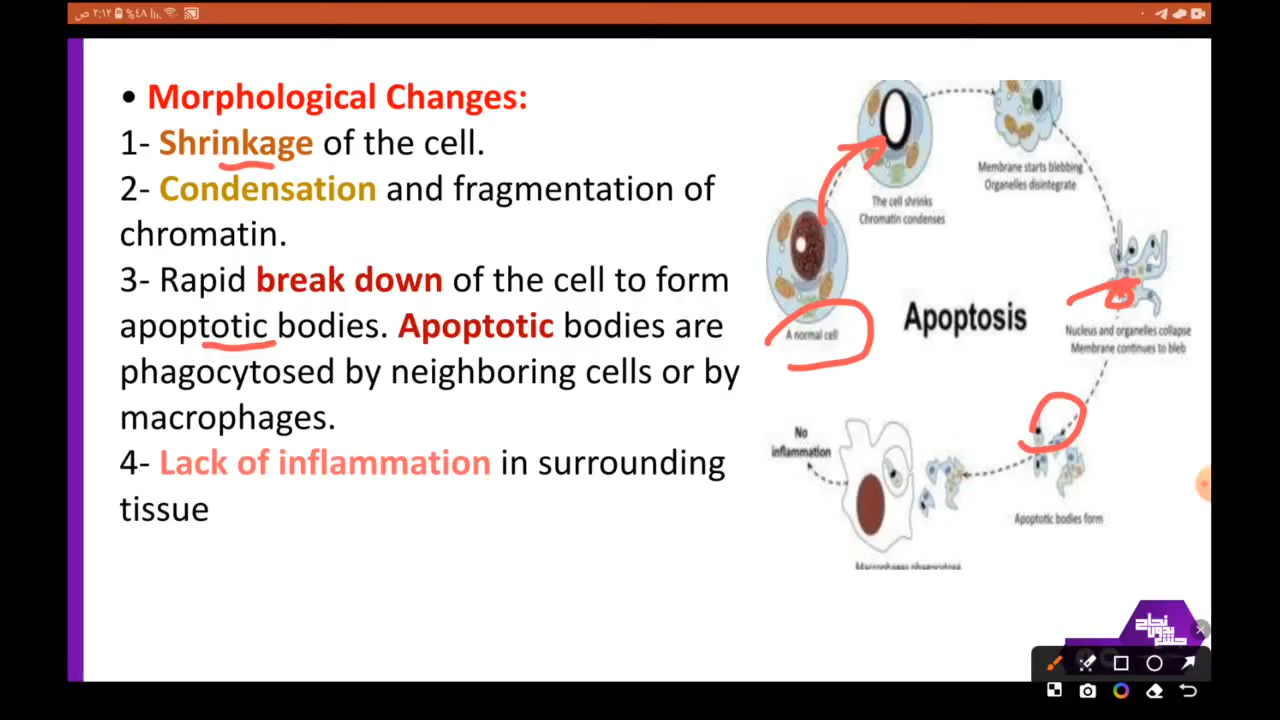 ٢:١٢ ص ٤٨%
• Morphological Changes:
1- Shrinkage of the cell.
2- Condensation and fragmentation of
chromatin.
3- Rapid break down of the cell to form
apoptotic bodies. Apoptotic bodies are
phagocytosed by neighboring cells or by
macrophages.
4- Lack of inflammation in surrounding
tissue
Membrane starts blebbing
Organelles disintegrate
The cell shrinks
Chromatin condenses
A normal cell
Apoptosis
Nucleus and organelles collapse
Membrane continues to bleb
No
inflammation
Apoptotic bodies form